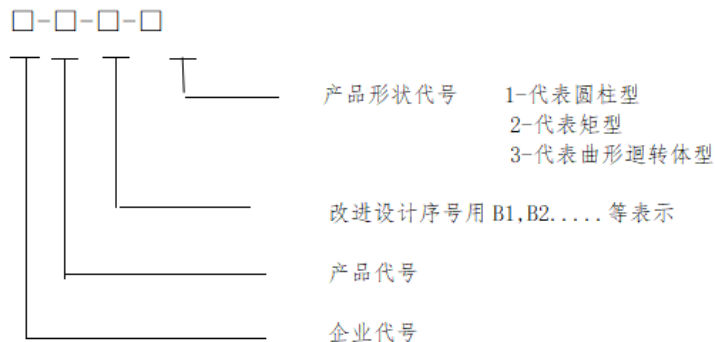 □-□-□-□
产品形状代号 1-代表圆柱型
2-代表矩型
3-代表曲形迴转体型
改进设计序号用 B1,B2.....等表示
产品代号
企业代号